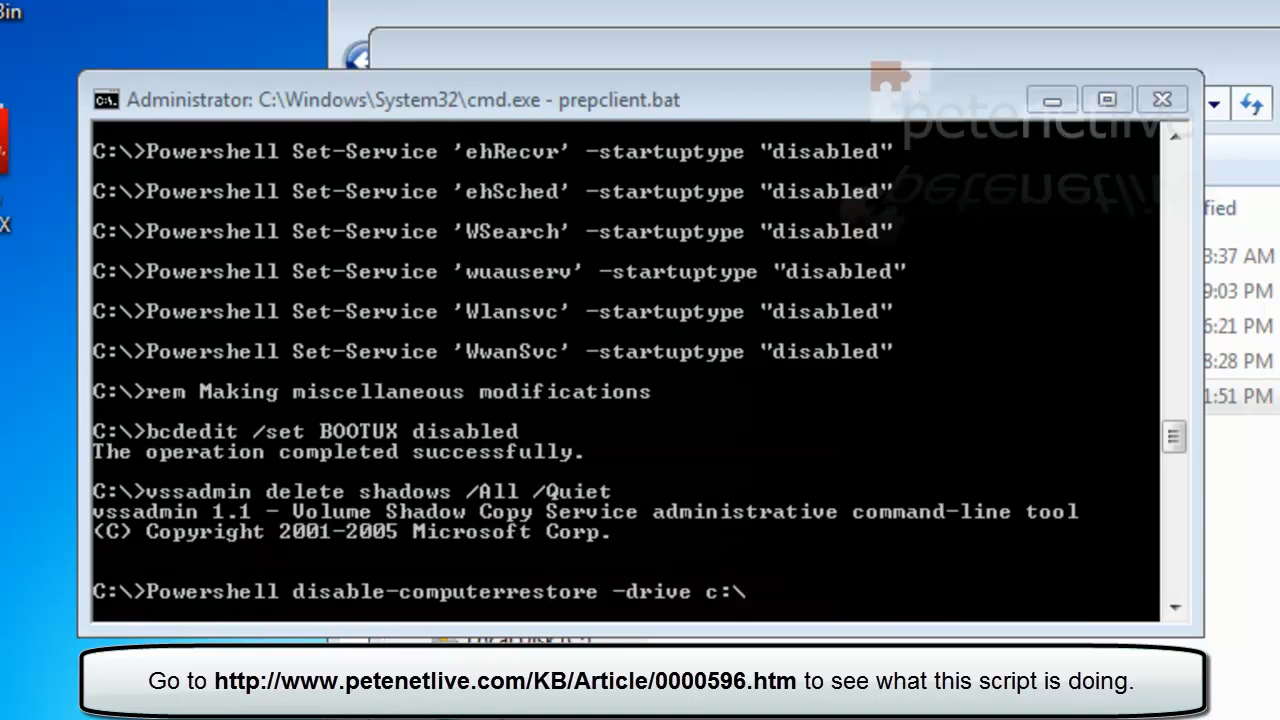 Bin
Administrator: C:\Windows\System32\cmd.exe - prepclient.bat
petenetlive
C:\>Powershell Set-Service 'ehRecvr' -startuptype "disabled"
C:\>Powershell Set-Service 'ehSched' -startuptype "disabled"
C:\>Powershell Set-Service 'WSearch' -startuptype "disabled"
C:\>Powershell Set-Service 'wuauserv' -startuptype "disabled"
C:\>Powershell Set-Service 'Wlansvc' -startuptype "disabled"
C:\>Powershell Set-Service 'WwanSvc' -startuptype "disabled"
C:\>rem Making miscellaneous modifications
C:\>bcdedit /set BOOTUX disabled
The operation completed successfully.
C:\>vssadmin delete shadows /All /Quiet
vssadmin 1.1 - Volume Shadow Copy Service administrative command-line tool
(C) Copyright 2001-2005 Microsoft Corp.
C:\>Powershell disable-computerrestore -drive c:\
fied
3:37 AM
9:03 PM
6:21 PM
8:28 PM
1:51 PM
X
Go to http://www.petenetlive.com/KB/Article/0000596.htm to see what this script is doing.